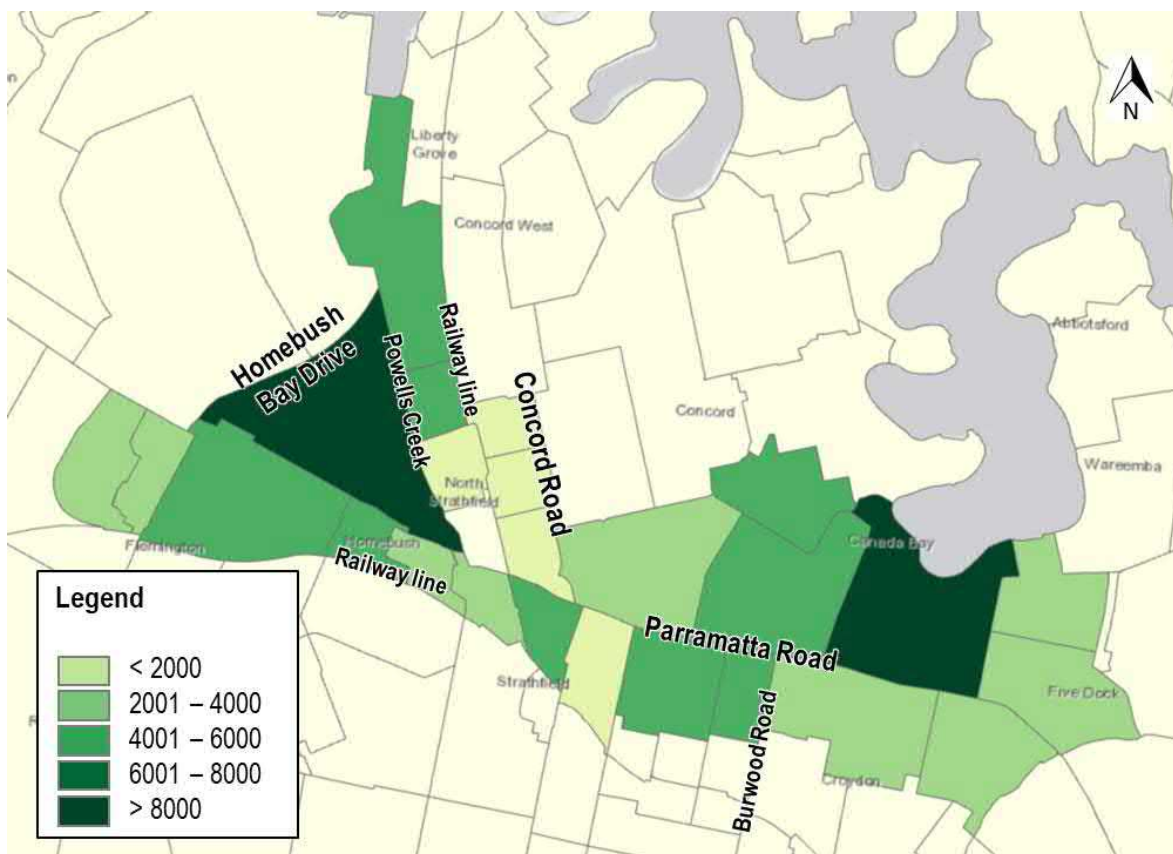 N
Liberty
Grove
Concord West
Abbotsford
Homebush
Bay Drive
Powells Creek
Railway line
Concord Road
Concord
Wareemba
North
Strathfield
Canada Bay
Flemington
Homebush
Railway line
Parramatta Road
Strathfield
Five Dock
Burwood Road
Croydon
Legend
< 2000
2001 – 4000
4001 – 6000
6001 – 8000
> 8000